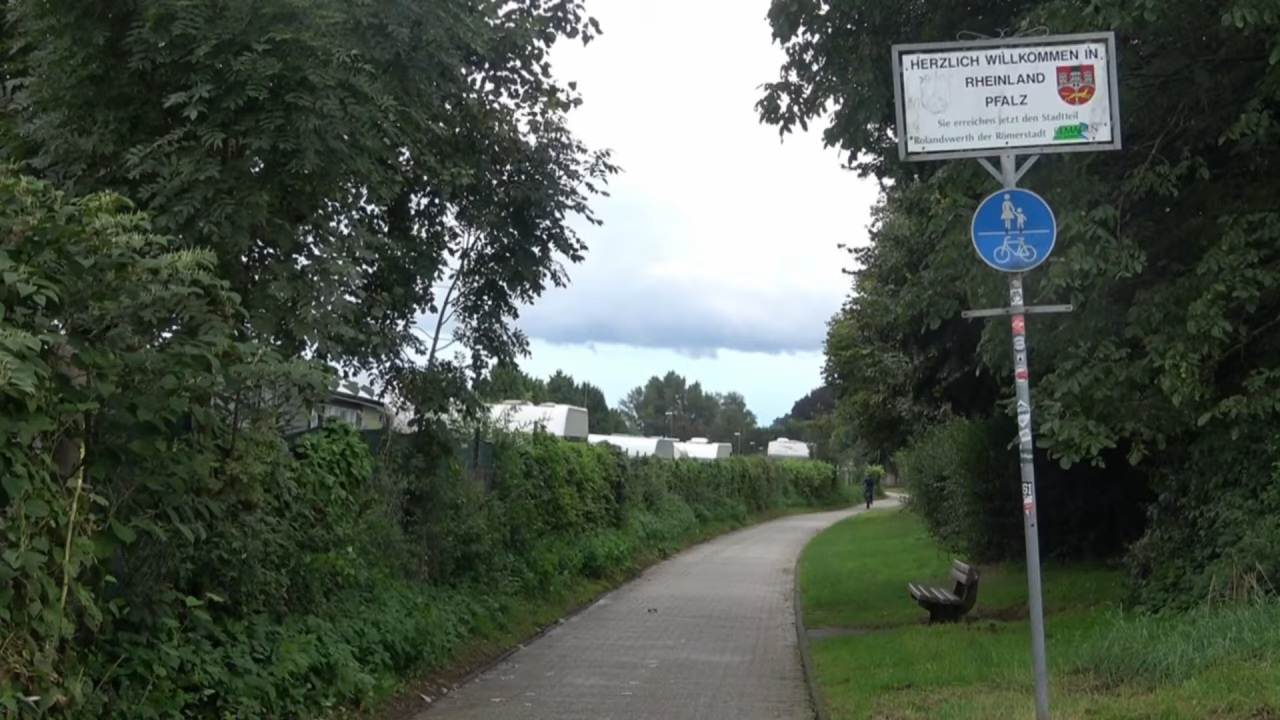 HERZLICH WILLKOMMEN IN
RHEINLAND
PFALZ
Sie erreichen jetzt den Stadtteil
Rolandswerth der Römerstadt